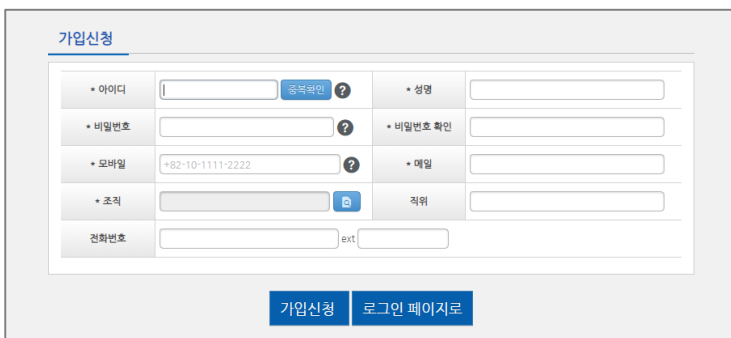 가입신청
* 아이디 중복확인 ? * 성명
* 비밀번호 ? * 비밀번호 확인
* 모바일 +82-10-1111-2222 ? * 메일
* 조직 직위
전화번호 ext
가입신청 로그인 페이지로